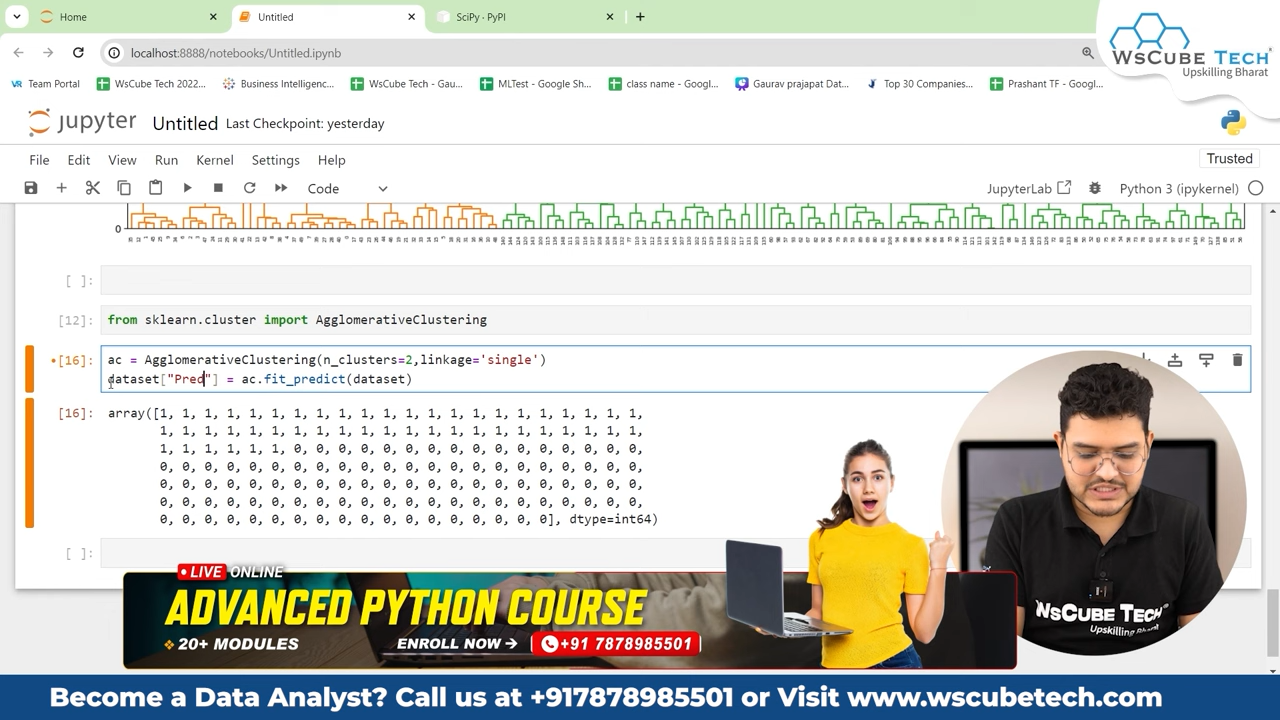 Home
Untitled
SciPy · PyPI
localhost:8888/notebooks/Untitled.ipynb
WsCube Tech
Upskilling Bharat
VR Team Portal
WsCube Tech 2022...
Business Intelligenc...
WsCube Tech - Gau...
MLTest - Google Sh...
class name - Googl...
Gaurav prajapat Dat...
Top 30 Companies...
Prashant TF - Googl...
jupyter Untitled Last Checkpoint: yesterday
File Edit View Run Kernel Settings Help
Trusted
Code
JupyterLab
Python 3 (ipykernel)
0
[ ]:
[12]: from sklearn.cluster import AgglomerativeClustering
[16]: ac = AgglomerativeClustering(n_clusters=2,linkage='single')
dataset["Pred"] = ac.fit_predict(dataset)
[16]: array([1, 1, 1, 1, 1, 1, 1, 1, 1, 1, 1, 1, 1, 1, 1, 1, 1, 1, 1, 1, 1, 1,
1, 1, 1, 1, 1, 1, 1, 1, 1, 1, 1, 1, 1, 1, 1, 1, 1, 1, 1, 1, 1, 1,
1, 1, 1, 1, 1, 1, 0, 0, 0, 0, 0, 0, 0, 0, 0, 0, 0, 0, 0, 0, 0, 0,
0, 0, 0, 0, 0, 0, 0, 0, 0, 0, 0, 0, 0, 0, 0, 0, 0, 0, 0, 0, 0, 0,
0, 0, 0, 0, 0, 0, 0, 0, 0, 0, 0, 0, 0, 0, 0, 0, 0, 0, 0, 0, 0, 0,
0, 0, 0, 0, 0, 0, 0, 0, 0, 0, 0, 0, 0, 0, 0, 0, 0, 0, 0, 0, 0, 0,
0, 0, 0, 0, 0, 0, 0, 0, 0, 0, 0, 0, 0, 0, 0, 0, 0, 0], dtype=int64)
[ ]:
WsCube Tech
Upskilling Bharat
LIVE ONLINE
ADVANCED PYTHON COURSE
20+ MODULES
ENROLL NOW → +91 7878985501
Become a Data Analyst? Call us at +917878985501 or Visit www.wscubetech.com